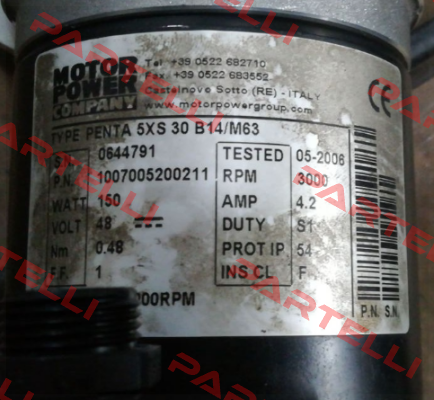 MOTOR POWER COMPANY
Tel. +39 0522 682710
Fax. +39 0522 683552
Castelnovo Sotto (RE) - ITALY
www.motorpowergroup.com
CE
TYPE PENTA 5XS 30 B14/M63
S.N. 0644791 TESTED 05-2006
P.N. 1007005200211 RPM 3000
WATT 150 AMP 4.2
VOLT 48 DUTY S1
Nm 0.48 PROT IP 54
F.F. 1 INS CL F
00RPM
P.N. S.N.
PARTELLI
PARTELLI
PARTELLI
PARTELLI